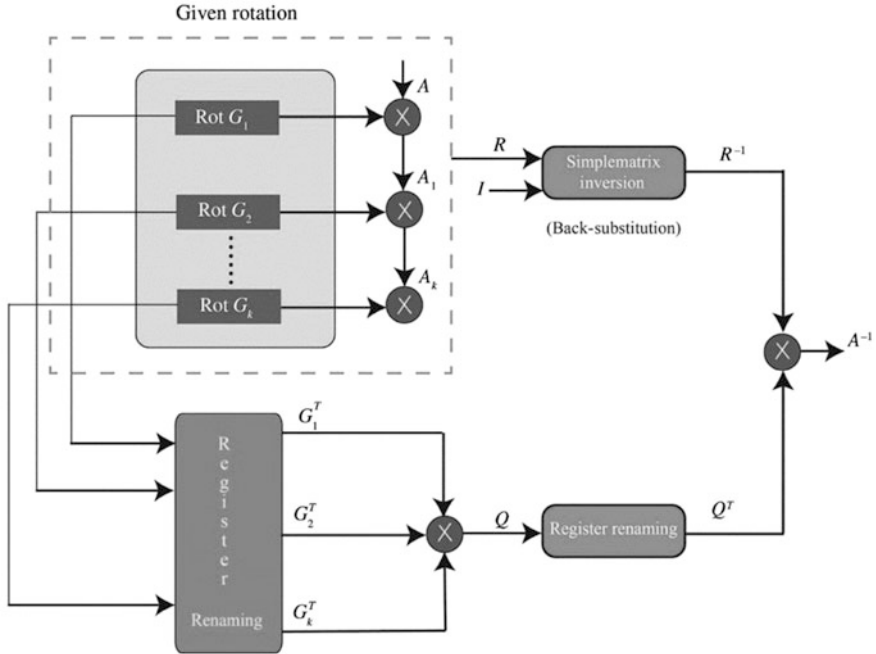 Given rotation
A
Rot G₁
X
R
Simplematrix
inversion
R⁻¹
A₁
I
Rot G₂
X
(Back-substitution)
Aₖ
Rot Gₖ
X
X
A⁻¹
G₁ᵀ
Register
G₂ᵀ
X
Q
Register renaming
Qᵀ
Gₖᵀ
Renaming